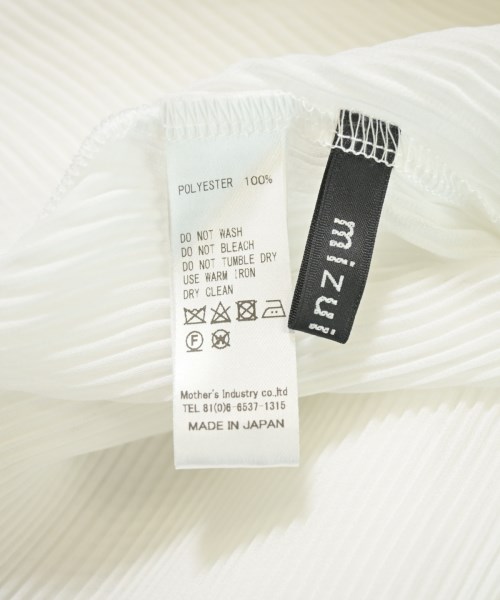 POLYESTER 100%
DO NOT WASH
DO NOT BLEACH
DO NOT TUMBLE DRY
USE WARM IRON
DRY CLEAN
F W
Mother's Industry co.,ltd
TEL 81(0)6-6537-1315
MADE IN JAPAN
mizuiro